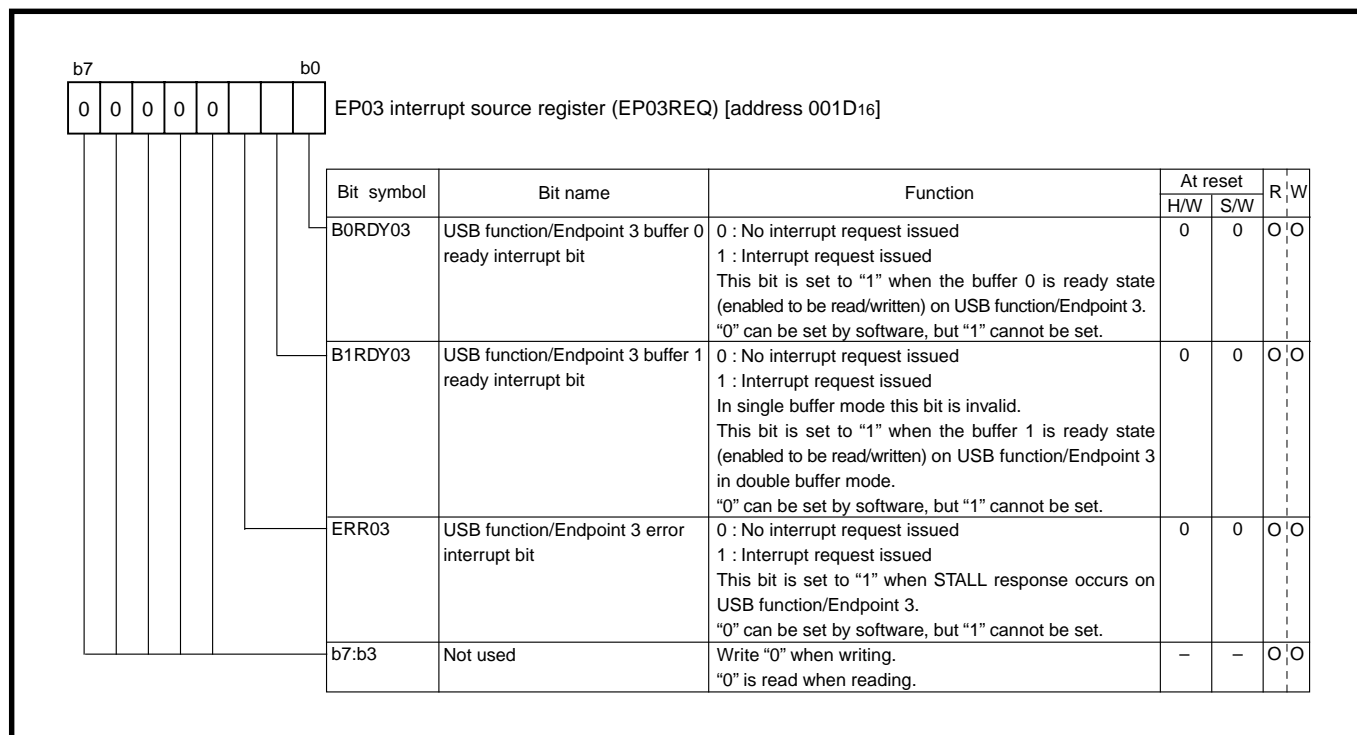 b7 b0
0 0 0 0 0
EP03 interrupt source register (EP03REQ) [address 001D16]
Bit symbol Bit name Function At reset R W
H/W S/W
B0RDY03 USB function/Endpoint 3 buffer 0 0 : No interrupt request issued 0 0 O O
ready interrupt bit 1 : Interrupt request issued
This bit is set to “1” when the buffer 0 is ready state
(enabled to be read/written) on USB function/Endpoint 3.
“0” can be set by software, but “1” cannot be set.
B1RDY03 USB function/Endpoint 3 buffer 1 0 : No interrupt request issued 0 0 O O
ready interrupt bit 1 : Interrupt request issued
In single buffer mode this bit is invalid.
This bit is set to “1” when the buffer 1 is ready state
(enabled to be read/written) on USB function/Endpoint 3
in double buffer mode.
“0” can be set by software, but “1” cannot be set.
ERR03 USB function/Endpoint 3 error 0 : No interrupt request issued 0 0 O O
interrupt bit 1 : Interrupt request issued
This bit is set to “1” when STALL response occurs on
USB function/Endpoint 3.
“0” can be set by software, but “1” cannot be set.
b7:b3 Not used Write “0” when writing. – – O O
“0” is read when reading.